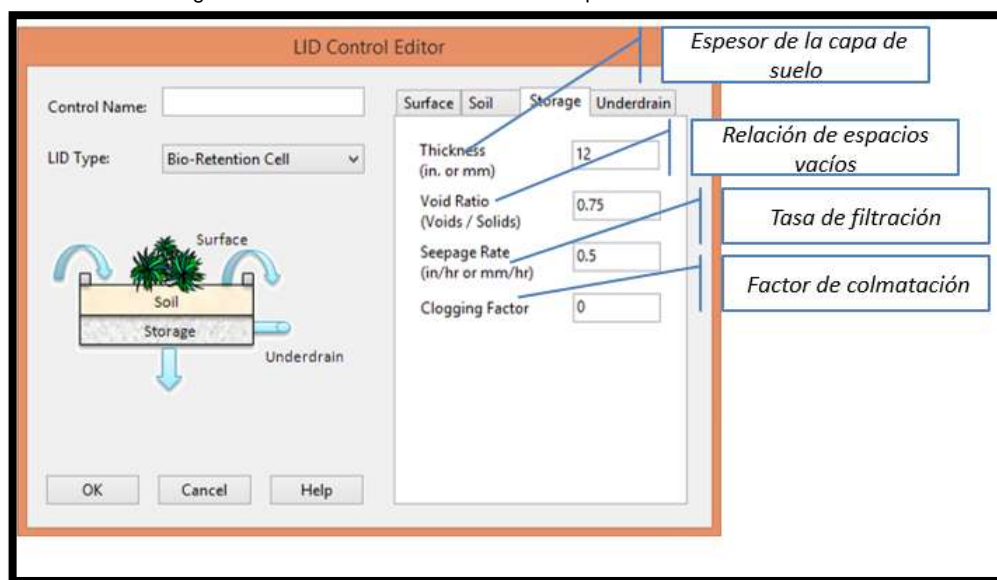 LID Control Editor
Espesor de la capa de
suelo
Control Name:
Surface Soil Storage Underdrain
LID Type:
Bio-Retention Cell
Thickness
(in. or mm)
12
Relación de espacios
vacíos
Void Ratio
(Voids / Solids)
0.75
Tasa de filtración
Seepage Rate
(in/hr or mm/hr)
0.5
Factor de colmatación
Clogging Factor
0
Surface
Soil
Storage
Underdrain
OK Cancel Help